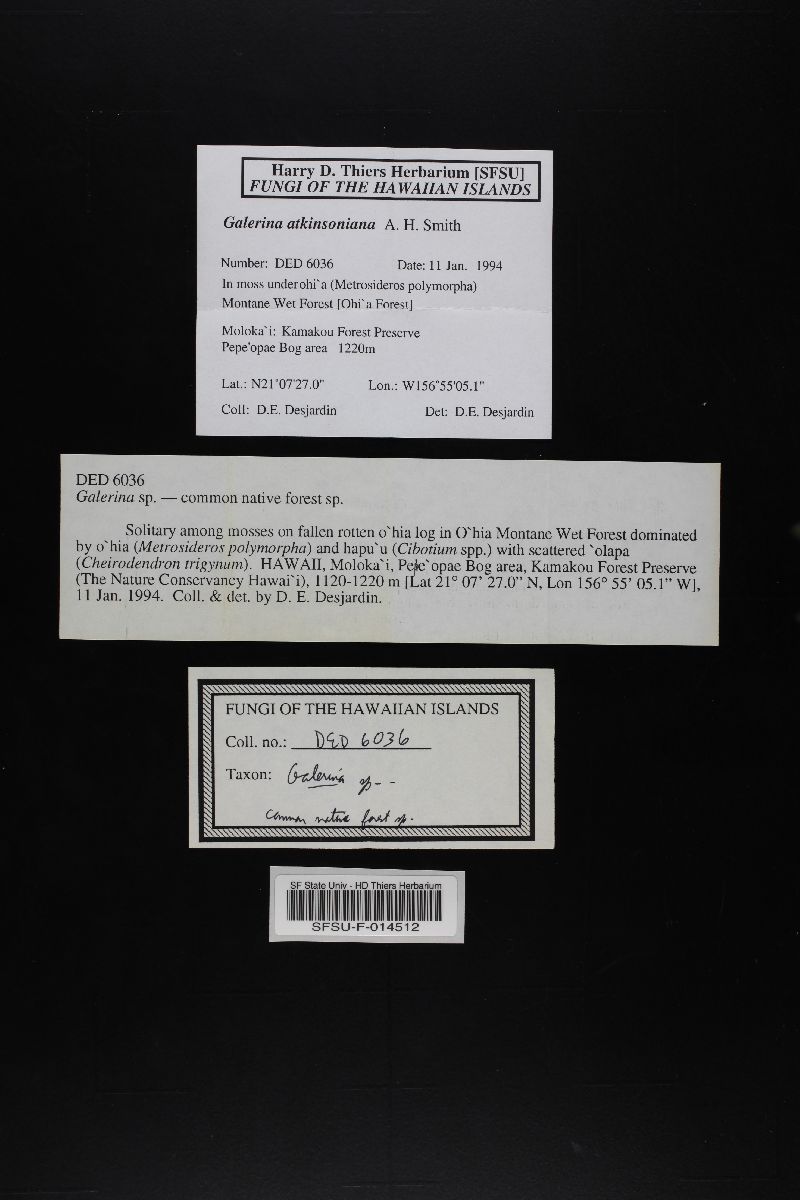 Harry D. Thiers Herbarium [SFSU]
FUNGI OF THE HAWAIIAN ISLANDS
Galerina atkinsoniana A. H. Smith
Number: DED 6036 Date: 11 Jan. 1994
In moss under ohi`a (Metrosideros polymorpha)
Montane Wet Forest [Ohi`a Forest]
Moloka`i: Kamakou Forest Preserve
Pepe'opae Bog area 1220m
Lat.: N21°07'27.0" Lon.: W156°55'05.1"
Coll: D.E. Desjardin Det: D.E. Desjardin
DED 6036
Galerina sp. — common native forest sp.
Solitary among mosses on fallen rotten o`hia log in O`hia Montane Wet Forest dominated
by o`hia (Metrosideros polymorpha) and hapu`u (Cibotium spp.) with scattered `olapa
(Cheirodendron trigynum). HAWAII, Moloka`i, Pepe`opae Bog area, Kamakou Forest Preserve
(The Nature Conservancy Hawai`i), 1120-1220 m [Lat 21° 07’ 27.0” N, Lon 156° 55’ 05.1” W],
11 Jan. 1994. Coll. & det. by D. E. Desjardin.
FUNGI OF THE HAWAIIAN ISLANDS
Coll. no.: DED 6036
Taxon: Galerina sp--
Common native forest sp.
SF State Univ - HD Thiers Herbarium
SFSU-F-014512